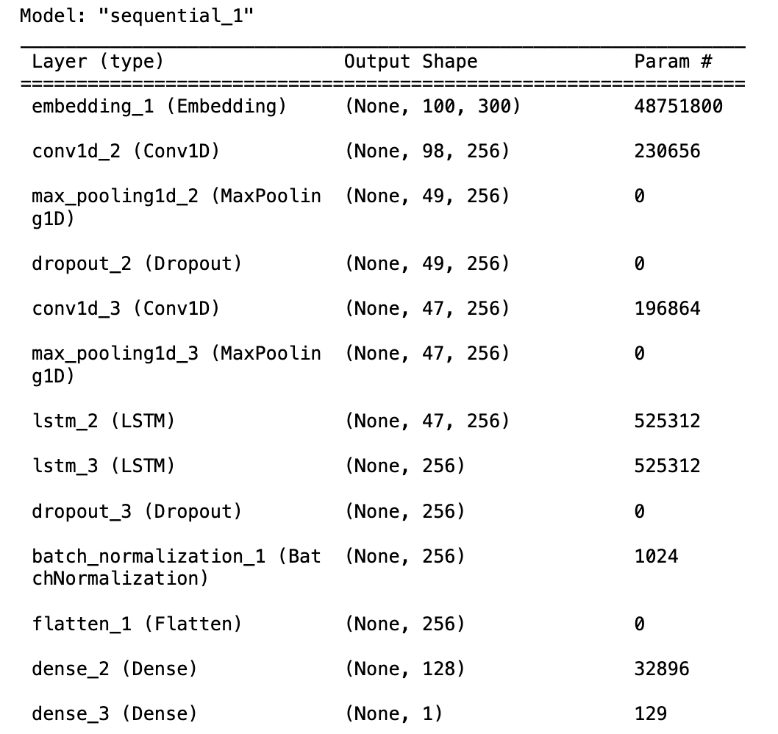 Model: "sequential_1"
Layer (type) Output Shape Param #
embedding_1 (Embedding) (None, 100, 300) 48751800
conv1d_2 (Conv1D) (None, 98, 256) 230656
max_pooling1d_2 (MaxPoolin (None, 49, 256) 0
g1D)
dropout_2 (Dropout) (None, 49, 256) 0
conv1d_3 (Conv1D) (None, 47, 256) 196864
max_pooling1d_3 (MaxPoolin (None, 47, 256) 0
g1D)
lstm_2 (LSTM) (None, 47, 256) 525312
lstm_3 (LSTM) (None, 256) 525312
dropout_3 (Dropout) (None, 256) 0
batch_normalization_1 (Bat (None, 256) 1024
chNormalization)
flatten_1 (Flatten) (None, 256) 0
dense_2 (Dense) (None, 128) 32896
dense_3 (Dense) (None, 1) 129